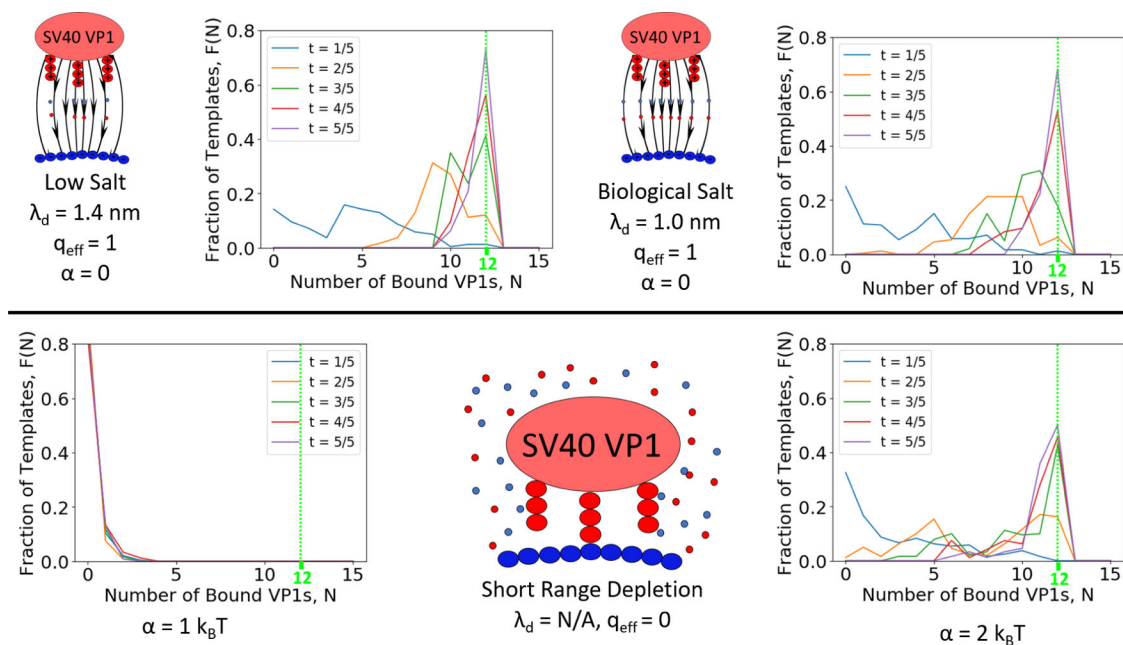 SV40 VP1
Low Salt
λd = 1.4 nm
qeff = 1
α = 0
Fraction of Templates, F(N)
0.8
0.6
0.4
0.2
0.0
t = 1/5
t = 2/5
t = 3/5
t = 4/5
t = 5/5
0 5 10 15
12
Number of Bound VP1s, N
SV40 VP1
Biological Salt
λd = 1.0 nm
qeff = 1
α = 0
Fraction of Templates, F(N)
0.8
0.6
0.4
0.2
0.0
t = 1/5
t = 2/5
t = 3/5
t = 4/5
t = 5/5
0 5 10 15
12
Number of Bound VP1s, N
Fraction of Templates, F(N)
0.8
0.6
0.4
0.2
0.0
t = 1/5
t = 2/5
t = 3/5
t = 4/5
t = 5/5
0 5 10 15
12
Number of Bound VP1s, N
α = 1 kBT
SV40 VP1
Short Range Depletion
λd = N/A, qeff = 0
Fraction of Templates, F(N)
0.8
0.6
0.4
0.2
0.0
t = 1/5
t = 2/5
t = 3/5
t = 4/5
t = 5/5
0 5 10 15
12
Number of Bound VP1s, N
α = 2 kBT